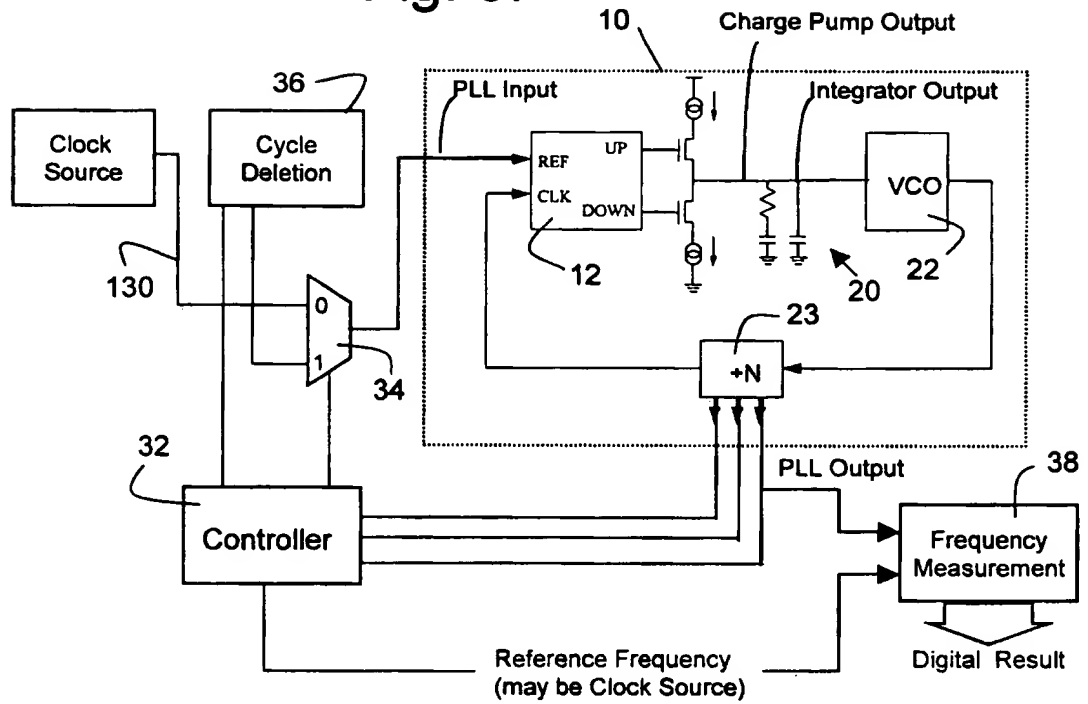 10
Charge Pump Output
36
PLL Input
Integrator Output
Clock
Source
Cycle
Deletion
REF
UP
CLK
DOWN
VCO
12
20
22
130
0
1
34
23
+N
32
PLL Output
38
Controller
Frequency
Measurement
Reference Frequency
(may be Clock Source)
Digital Result